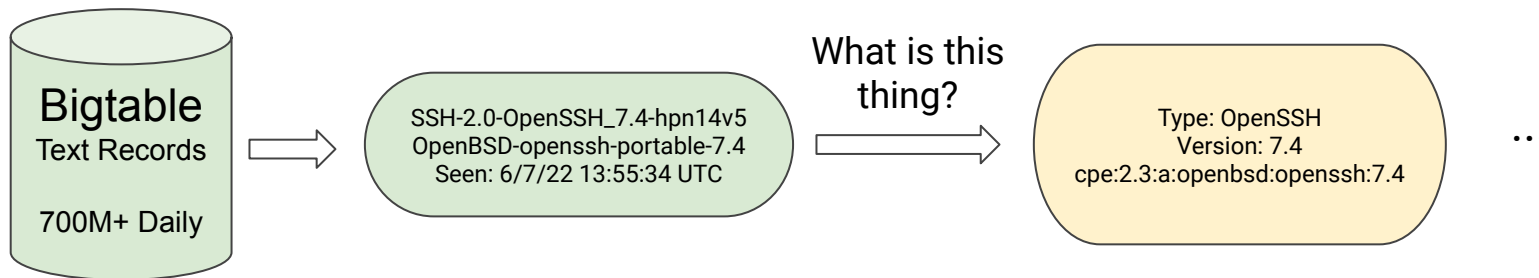 Bigtable
Text Records
700M+ Daily
SSH-2.0-OpenSSH_7.4-hpn14v5
OpenBSD-openssh-portable-7.4
Seen: 6/7/22 13:55:34 UTC
What is this
thing?
Type: OpenSSH
Version: 7.4
cpe:2.3:a:openbsd:openssh:7.4
..